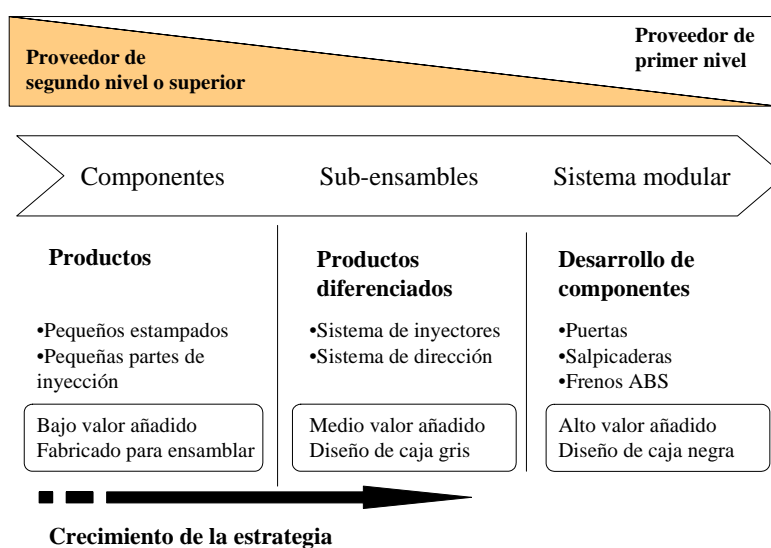 Proveedor de
segundo nivel o superior
Proveedor de
primer nivel
Componentes
Sub-ensambles
Sistema modular
Productos
•Pequeños estampados
•Pequeñas partes de
inyección
Bajo valor añadido
Fabricado para ensamblar
Productos
diferenciados
•Sistema de inyectores
•Sistema de dirección
Medio valor añadido
Diseño de caja gris
Desarrollo de
componentes
•Puertas
•Salpicaderas
•Frenos ABS
Alto valor añadido
Diseño de caja negra
Crecimiento de la estrategia